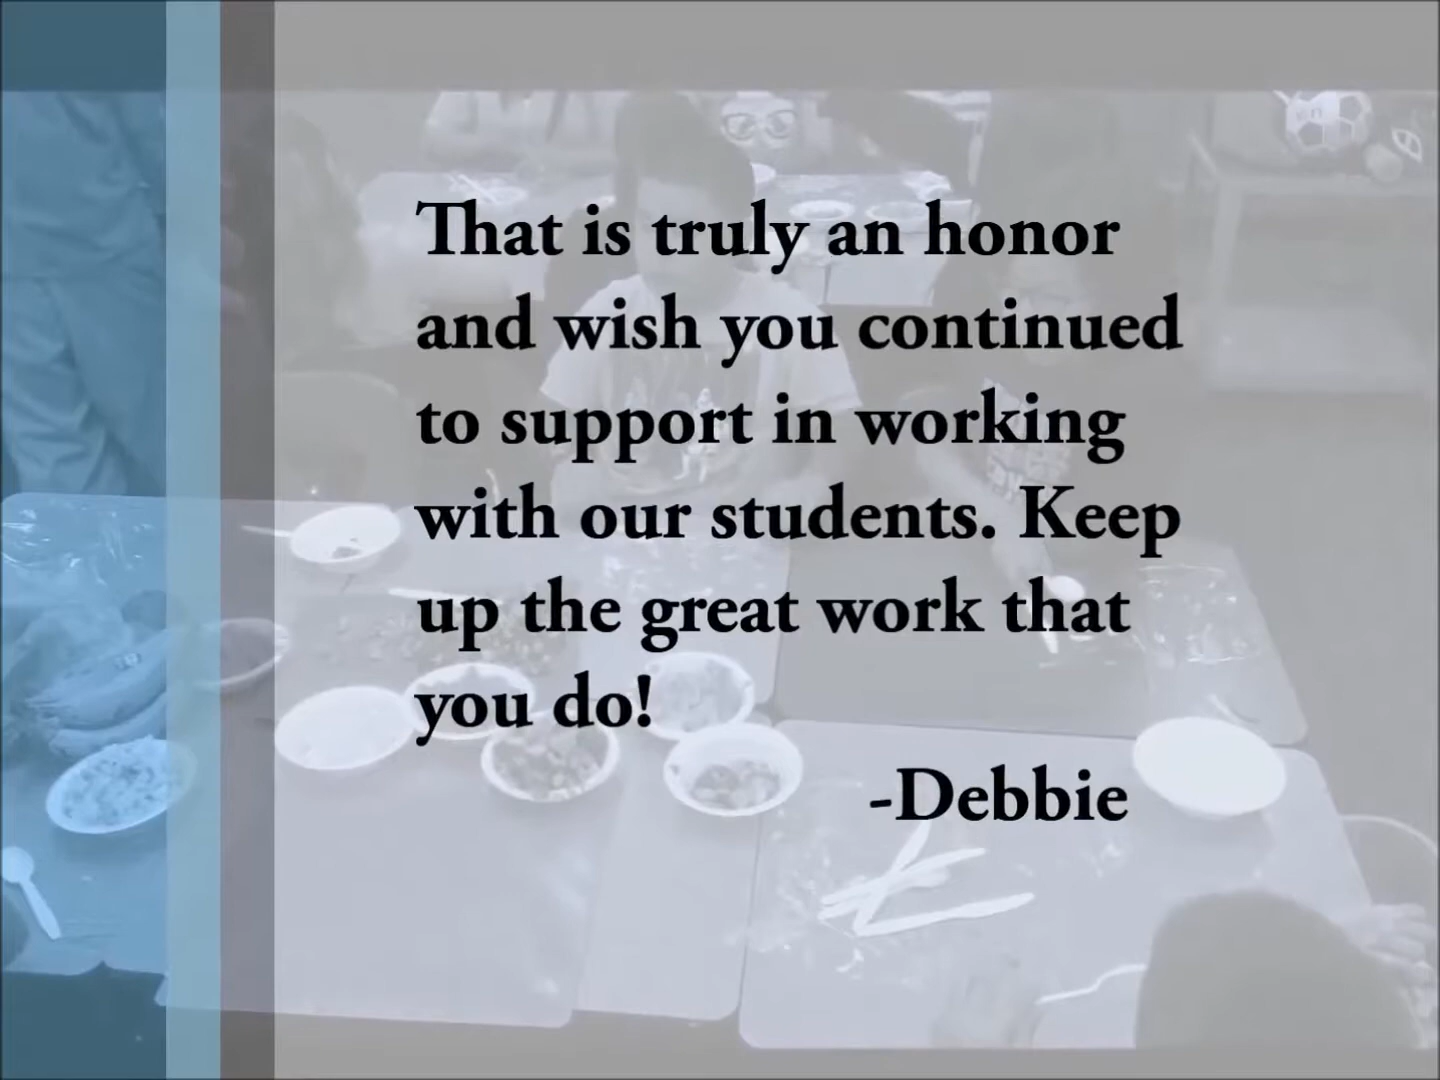 That is truly an honor
and wish you continued
to support in working
with our students. Keep
up the great work that
you do!
-Debbie